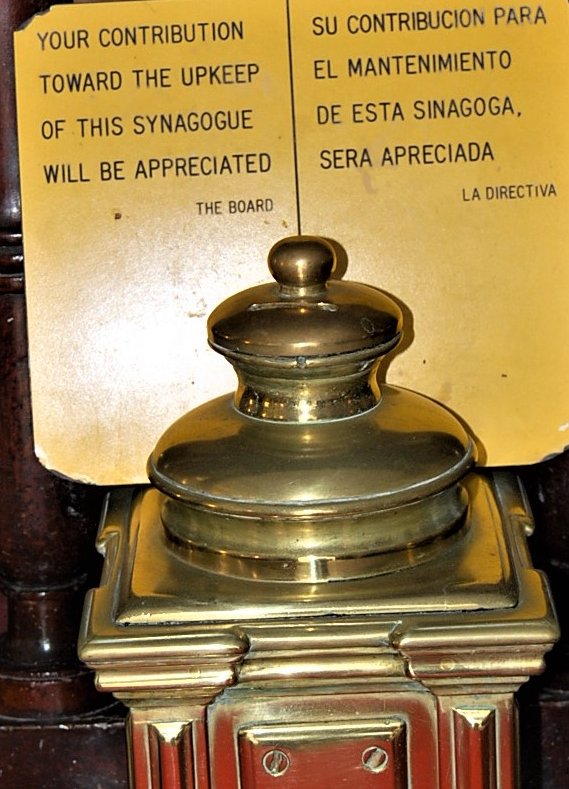 YOUR CONTRIBUTION
TOWARD THE UPKEEP
OF THIS SYNAGOGUE
WILL BE APPRECIATED
THE BOARD
SU CONTRIBUCION PARA
EL MANTENIMIENTO
DE ESTA SINAGOGA,
SERA APRECIADA
LA DIRECTIVA